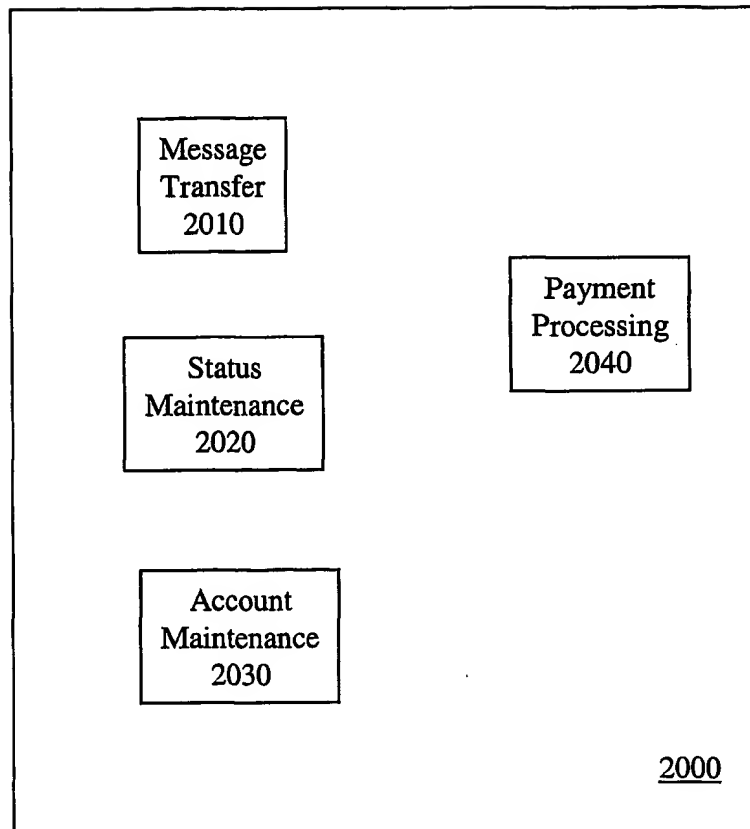 Message
Transfer
2010
Payment
Processing
2040
Status
Maintenance
2020
Account
Maintenance
2030
2000